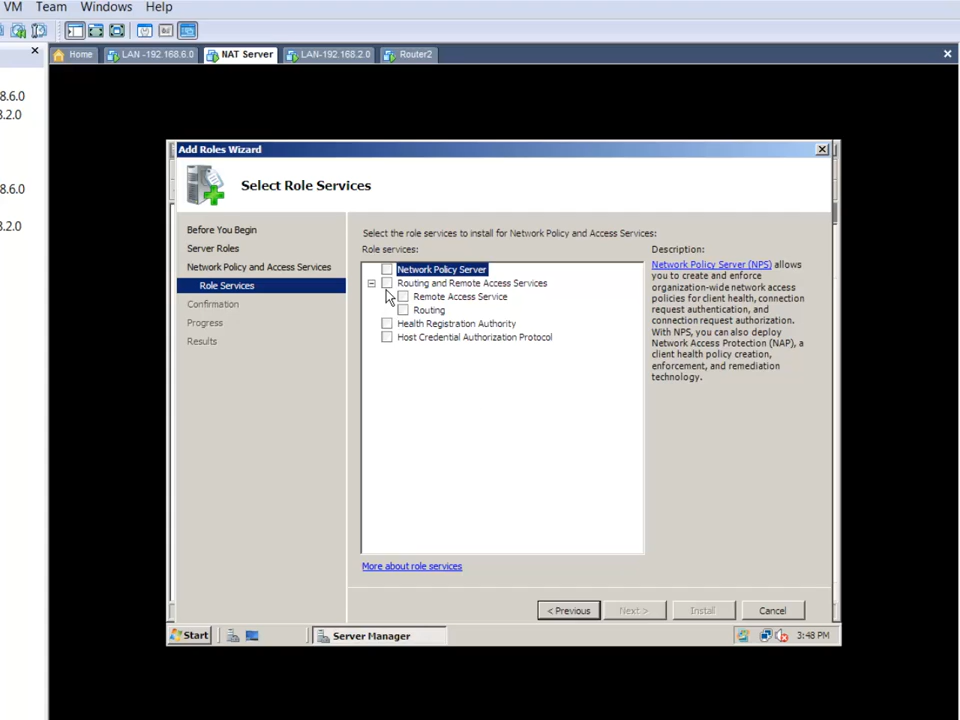 VM Team Windows Help
Home LAN -192.168.6.0 NAT Server LAN-192.168.2.0 Router2
8.6.0
8.2.0
8.6.0
8.2.0
Add Roles Wizard
Select Role Services
Before You Begin
Server Roles
Network Policy and Access Services
Role Services
Confirmation
Progress
Results
Select the role services to install for Network Policy and Access Services:
Role services:
Network Policy Server
Routing and Remote Access Services
Remote Access Service
Routing
Health Registration Authority
Host Credential Authorization Protocol
More about role services
Description:
Network Policy Server (NPS) allows
you to create and enforce
organization-wide network access
policies for client health, connection
request authentication, and
connection request authorization.
With NPS, you can also deploy
Network Access Protection (NAP), a
client health policy creation,
enforcement, and remediation
technology.
< Previous Next > Install Cancel
Start Server Manager 3:48 PM